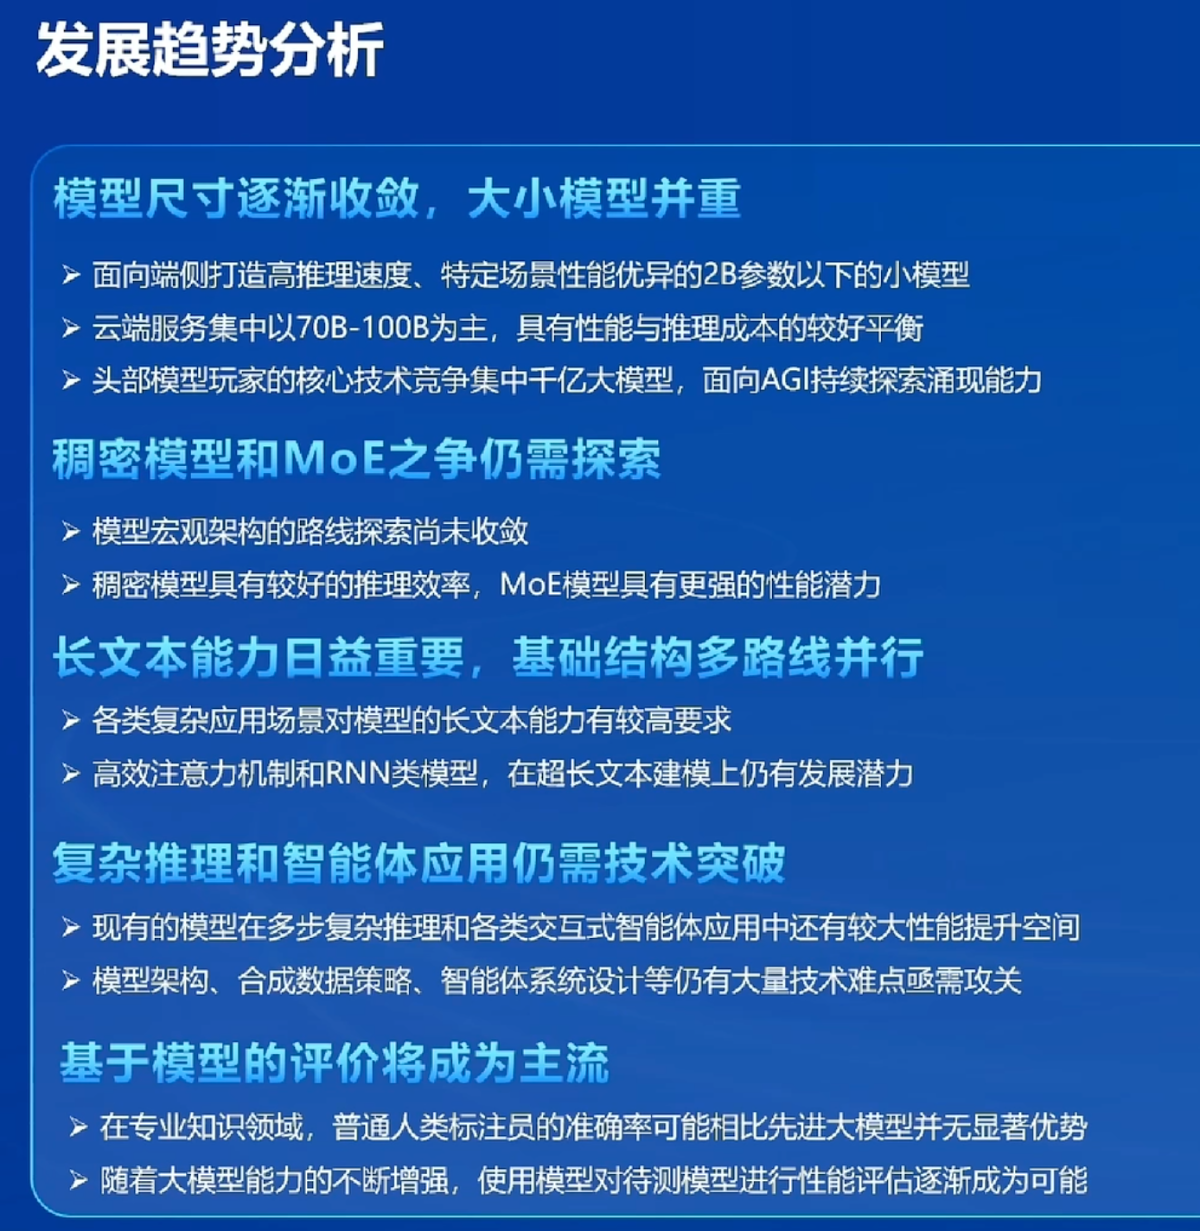 发展趋势分析
模型尺寸逐渐收敛，大小模型并重
➢ 面向端侧打造高推理速度、特定场景性能优异的2B参数以下的小模型
➢ 云端服务集中以70B-100B为主，具有性能与推理成本的较好平衡
➢ 头部模型玩家的核心技术竞争集中千亿大模型，面向AGI持续探索涌现能力
稠密模型和MoE之争仍需探索
➢ 模型宏观架构的路线探索尚未收敛
➢ 稠密模型具有较好的推理效率，MoE模型具有更强的性能潜力
长文本能力日益重要，基础结构多路线并行
➢ 各类复杂应用场景对模型的长文本能力有较高要求
➢ 高效注意力机制和RNN类模型，在超长文本建模上仍有发展潜力
复杂推理和智能体应用仍需技术突破
➢ 现有的模型在多步复杂推理和各类交互式智能体应用中还有较大性能提升空间
➢ 模型架构、合成数据策略、智能体系统设计等仍有大量技术难点亟需攻关
基于模型的评价将成为主流
➢ 在专业知识领域，普通人类标注员的准确率可能相比先进大模型并无显著优势
➢ 随着大模型能力的不断增强，使用模型对待测模型进行性能评估逐渐成为可能